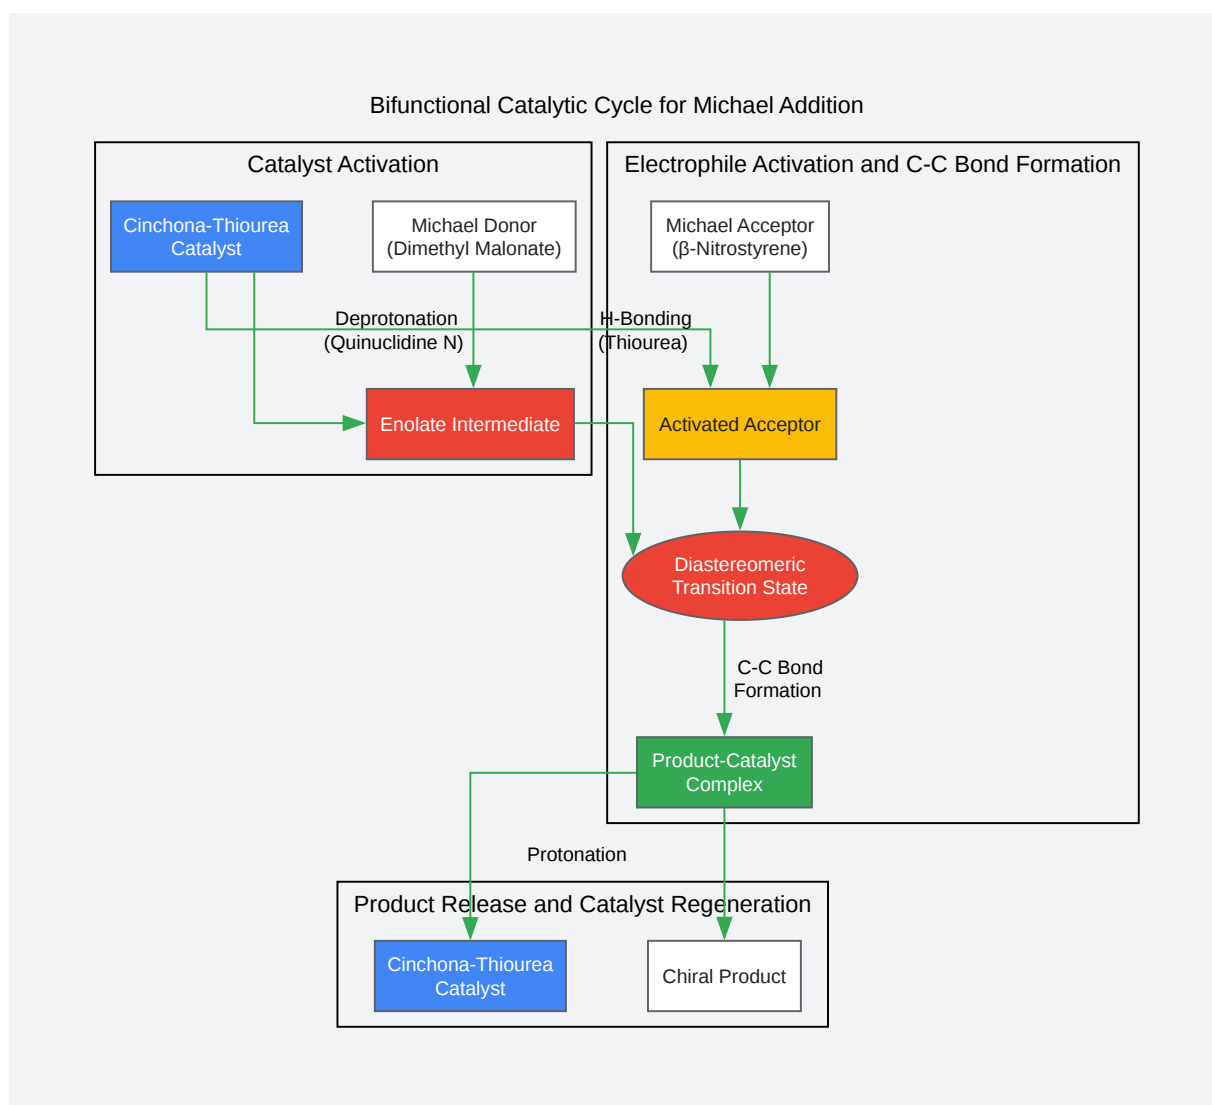 Bifunctional Catalytic Cycle for Michael Addition
Catalyst Activation
Cinchona-Thiourea
Catalyst
Michael Donor
(Dimethyl Malonate)
Deprotonation
(Quinuclidine N)
Enolate Intermediate
Electrophile Activation and C-C Bond Formation
Michael Acceptor
(β-Nitrostyrene)
H-Bonding
(Thiourea)
Activated Acceptor
Diastereomeric
Transition State
C-C Bond
Formation
Product-Catalyst
Complex
Protonation
Product Release and Catalyst Regeneration
Cinchona-Thiourea
Catalyst
Chiral Product